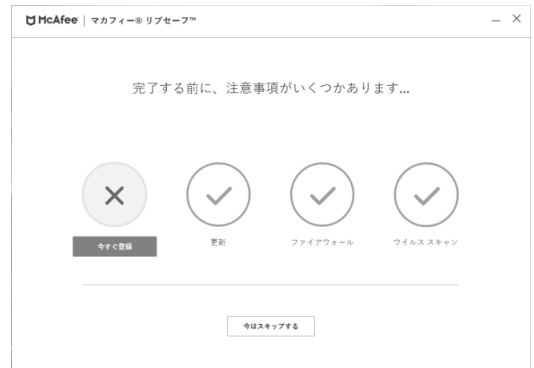 McAfee | マカフィー® リブセーフ™
完了する前に、注意事項がいくつかあります...
今すぐ登録
更新
ファイアウォール
ウイルス スキャン
今はスキップする